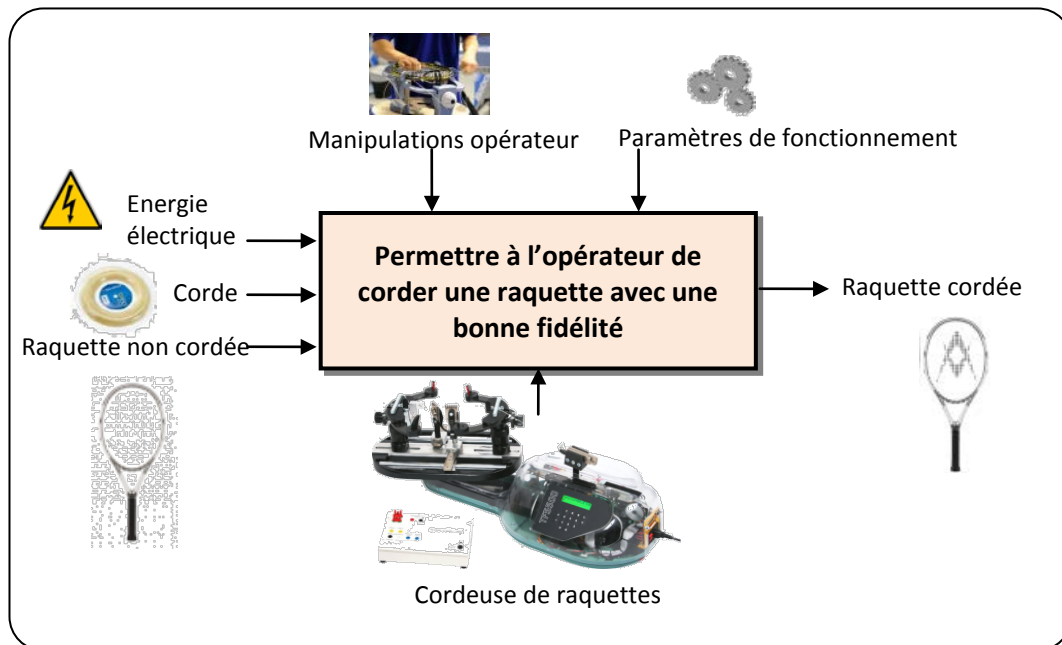 Manipulations opérateur
Paramètres de fonctionnement
Energie
électrique
Permettre à l'opérateur de
corder une raquette avec une
bonne fidélité
Corde
Raquette cordée
Raquette non cordée
Cordeuse de raquettes